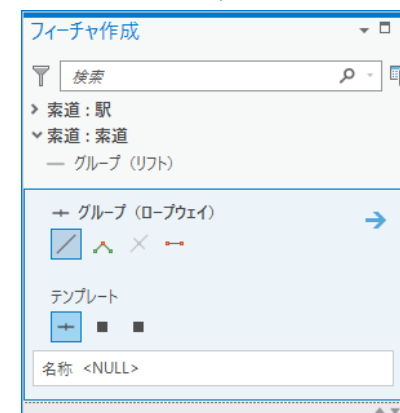 フィーチャ作成
検索
索道 : 駅
索道 : 索道
グループ（リフト）
グループ（ロープウェイ）
テンプレート
名称 <NULL>